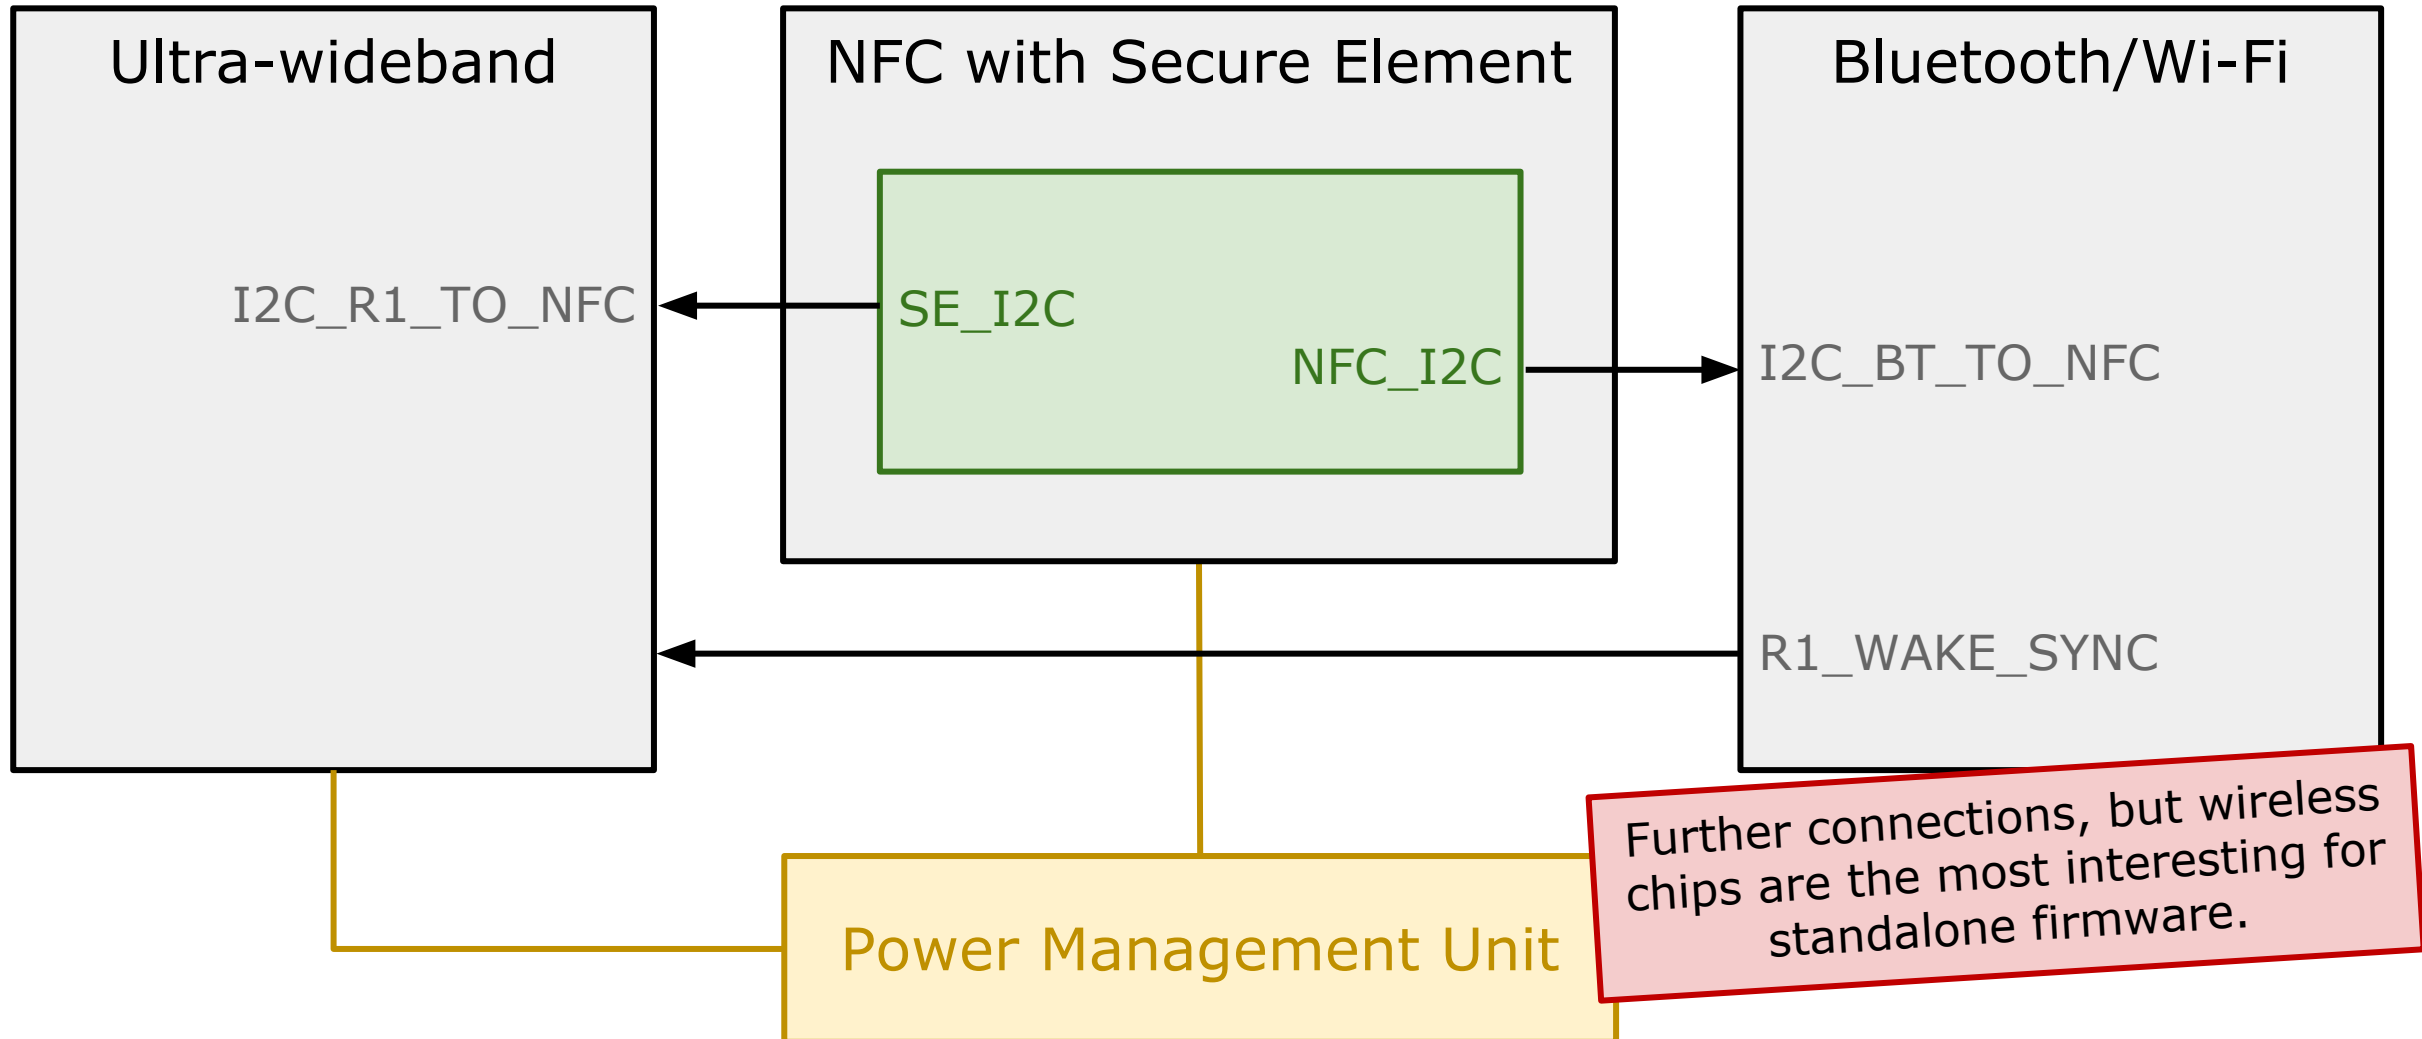 Ultra-wideband
NFC with Secure Element
Bluetooth/Wi-Fi
I2C_R1_TO_NFC
SE_I2C
NFC_I2C
I2C_BT_TO_NFC
R1_WAKE_SYNC
Further connections, but wireless
chips are the most interesting for
standalone firmware.
Power Management Unit